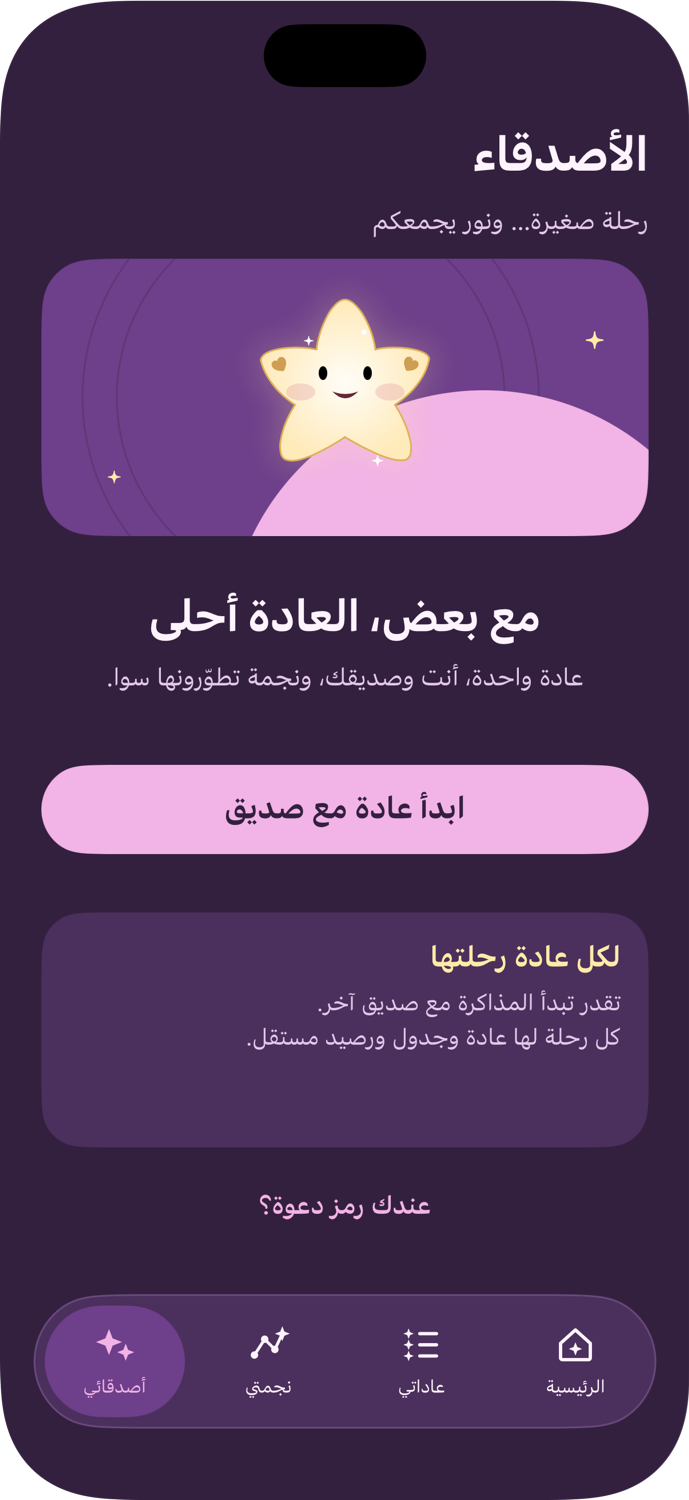 الأصدقاء
رحلة صغيرة... ونور يجمعكم
مع بعض، العادة أحلى
عادة واحدة، أنت وصديقك، ونجمة تطوّرونها سوا.
ابدأ عادة مع صديق
لكل عادة رحلتها
تقدر تبدأ المذاكرة مع صديق آخر.
كل رحلة لها عادة وجدول ورصيد مستقل.
عندك رمز دعوة؟
الرئيسية
عاداتي
نجمتي
أصدقائي